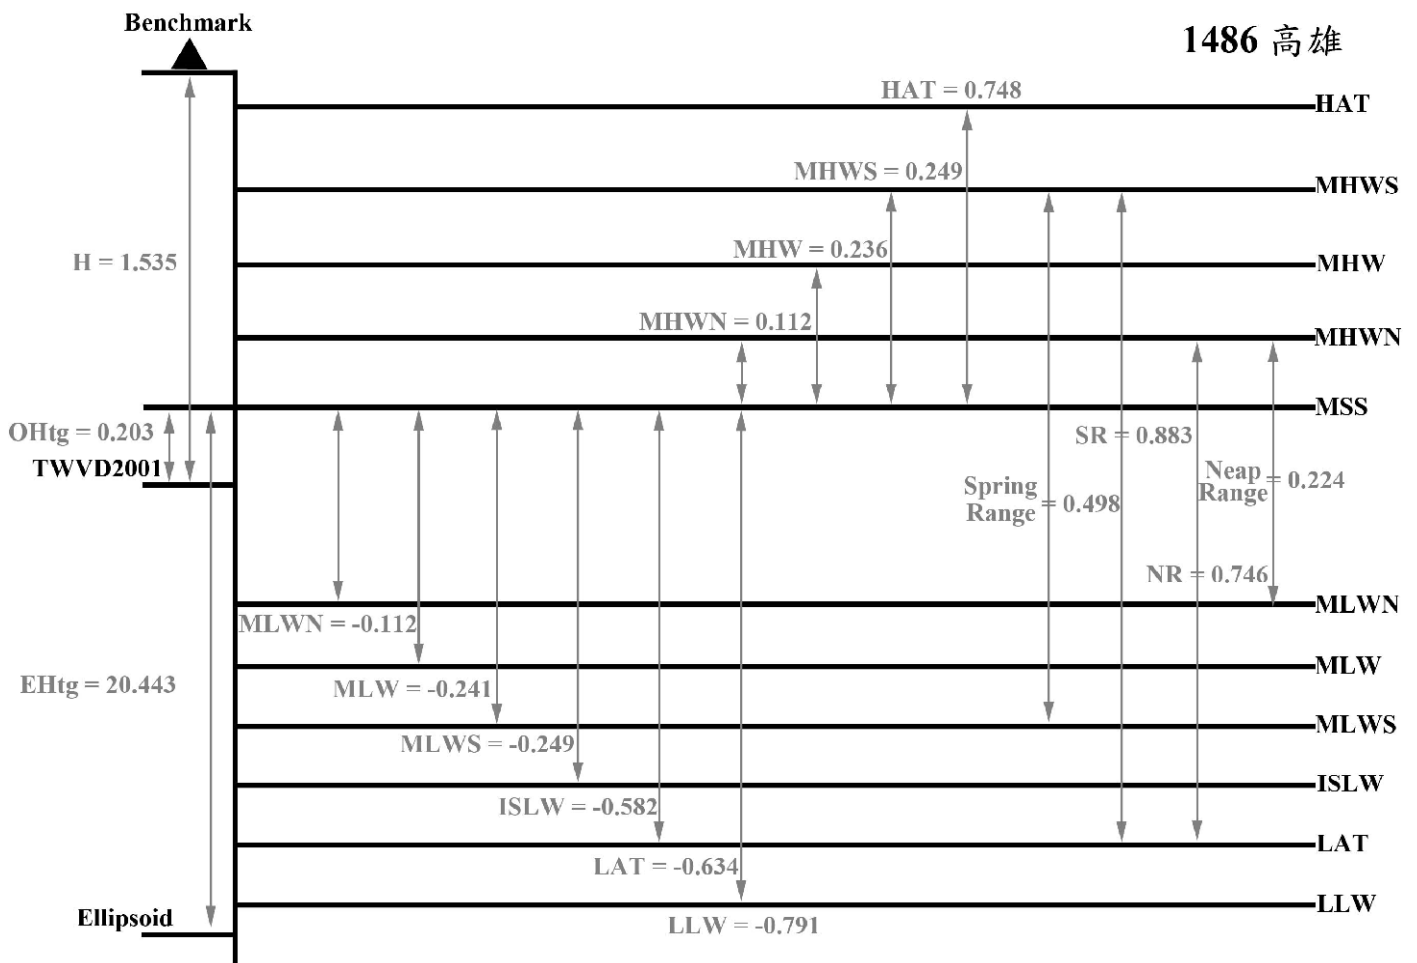 Benchmark
1486 高雄
HAT = 0.748
HAT
MHWS = 0.249
MHWS
H = 1.535
MHW = 0.236
MHW
MHWN = 0.112
MHWN
MSS
OHtg = 0.203
SR = 0.883
TWVD2001
Neap
Range = 0.224
Spring
Range = 0.498
NR = 0.746
MLWN
MLWN = -0.112
MLW
EHtg = 20.443
MLW = -0.241
MLWS
MLWS = -0.249
ISLW
ISLW = -0.582
LAT
LAT = -0.634
LLW
Ellipsoid
LLW = -0.791